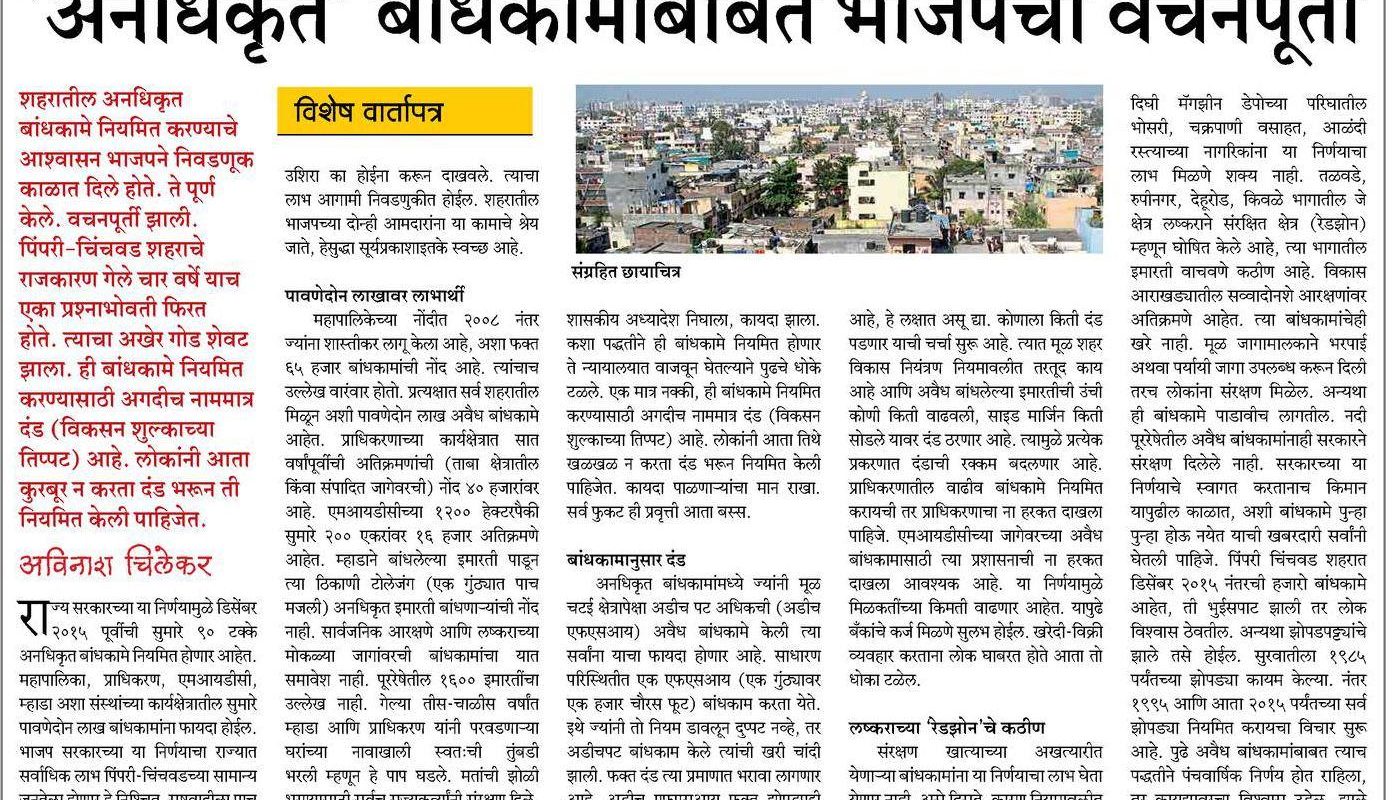 'अनधिकृत' बांधकामांबाबत भाजपची वचनपूर्ती
शहरातील अनधिकृत
बांधकामे नियमित करण्याचे
आश्वासन भाजपने निवडणूक
काळात दिले होते. ते पूर्ण
केले. वचनपूर्ती झाली.
पिंपरी-चिंचवड शहराचे
राजकारण गेले चार वर्षे याच
एका प्रश्नाभोवती फिरत
होते. त्याचा अखेर गोड शेवट
झाला. ही बांधकामे नियमित
करण्यासाठी अगदीच नाममात्र
दंड (विकसन शुल्काच्या
तिप्पट) आहे. लोकांनी आता
कुरबूर न करता दंड भरून ती
नियमित केली पाहिजेत.
अविनाश चिलेकर
राज्य सरकारच्या या निर्णयामुळे डिसेंबर
२०१५ पूर्वीची सुमारे ९० टक्के
अनधिकृत बांधकामे नियमित होणार आहेत.
महापालिका, प्राधिकरण, एमआयडीसी,
म्हाडा अशा संस्थांच्या कार्यक्षेत्रातील सुमारे
पावणेदोन लाख बांधकामांना फायदा होईल.
भाजप सरकारच्या या निर्णयाचा राज्यात
सर्वाधिक लाभ पिंपरी-चिंचवडच्या सामान्य
विशेष वार्तापत्र
उशिरा का होईना करून दाखवले. त्याचा
लाभ आगामी निवडणुकीत होईल. शहरातील
भाजपच्या दोन्ही आमदारांना या कामाचे श्रेय
जाते, हेसुद्धा सूर्यप्रकाशाइतके स्वच्छ आहे.
पावणेदोन लाखावर लाभार्थी
महापालिकेच्या नोंदीत २००८ नंतर
ज्यांना शास्तीकर लागू केला आहे, अशा फक्त
६५ हजार बांधकामांची नोंद आहे. त्यांचाच
उल्लेख वारंवार होतो. प्रत्यक्षात सर्व शहरातील
मिळून अशी पावणेदोन लाख अवैध बांधकामे
आहेत. प्राधिकरणाच्या कार्यक्षेत्रात सात
वर्षांपूर्वीची अतिक्रमणांची (ताबा क्षेत्रातील
किंवा संपादित जागेवरची) नोंद ४० हजारांवर
आहे. एमआयडीसीच्या १२०० हेक्टरपैकी
सुमारे २०० एकरांवर १६ हजार अतिक्रमणे
आहेत. म्हाडाने बांधलेल्या इमारती पाडून
त्या ठिकाणी टोलेजंग (एक गुंठ्यात पाच
मजली) अनधिकृत इमारती बांधणाऱ्यांची नोंद
नाही. सार्वजनिक आरक्षणे आणि लष्कराच्या
मोकळ्या जागांवरची बांधकामांचा यात
समावेश नाही. पूररेषेतील १६०० इमारतींचा
उल्लेख नाही. गेल्या तीस-चाळीस वर्षांत
म्हाडा आणि प्राधिकरण यांनी परवडणाऱ्या
घरांच्या नावाखाली स्वतःची तुंबडी
भरली म्हणून हे पाप घडले. मतांची झोळी
संग्रहित छायाचित्र
शासकीय अध्यादेश निघाला, कायदा झाला.
कशा पद्धतीने ही बांधकामे नियमित होणार
ते न्यायालयात वाजवून घेतल्याने पुढचे धोके
टळले. एक मात्र नक्की, ही बांधकामे नियमित
करण्यासाठी अगदीच नाममात्र दंड (विकसन
शुल्काच्या तिप्पट) आहे. लोकांनी आता तिथे
खळखळ न करता दंड भरून नियमित केली
पाहिजेत. कायदा पाळणाऱ्यांचा मान राखा.
सर्व फुकट ही प्रवृत्ती आता बस्स.
बांधकामानुसार दंड
अनधिकृत बांधकामांमध्ये ज्यांनी मूळ
चटई क्षेत्रापेक्षा अडीच पट अधिकची (अडीच
एफएसआय) अवैध बांधकामे केली त्या
सर्वांना याचा फायदा होणार आहे. साधारण
परिस्थितीत एक एफएसआय (एक गुंठ्यावर
एक हजार चौरस फूट) बांधकाम करता येते.
इथे ज्यांनी तो नियम डावलून दुप्पट नव्हे, तर
अडीचपट बांधकाम केले त्यांची खरी चांदी
झाली. फक्त दंड त्या प्रमाणात भरावा लागणार
आहे, हे लक्षात असू द्या. कोणाला किती दंड
पडणार याची चर्चा सुरू आहे. त्यात मूळ शहर
विकास नियंत्रण नियमावलीत तरतूद काय
आहे आणि अवैध बांधलेल्या इमारतीची उंची
कोणी किती वाढवली, साइड मार्जिन किती
सोडले यावर दंड ठरणार आहे. त्यामुळे प्रत्येक
प्रकरणात दंडाची रक्कम बदलणार आहे.
प्राधिकरणातील वाढीव बांधकामे नियमित
करायची तर प्राधिकरणाचा ना हरकत दाखला
पाहिजे. एमआयडीसीच्या जागेवरच्या अवैध
बांधकामासाठी त्या प्रशासनाची ना हरकत
दाखला आवश्यक आहे. या निर्णयामुळे
मिळकतींच्या किमती वाढणार आहेत. यापुढे
बँकांचे कर्ज मिळणे सुलभ होईल. खरेदी-विक्री
व्यवहार करताना लोक घाबरत होते आता तो
धोका टळेल.
लष्कराच्या 'रेडझोन'चे कठीण
संरक्षण खात्याच्या अखत्यारीत
येणाऱ्या बांधकामांना या निर्णयाचा लाभ घेता
दिघी मॅगझीन डेपोच्या परिघातील
भोसरी, चक्रपाणी वसाहत, आळंदी
रस्त्याच्या नागरिकांना या निर्णयाचा
लाभ मिळणे शक्य नाही. तळवडे,
रुपीनगर, देहूरोड, किवळे भागातील जे
क्षेत्र लष्कराने संरक्षित क्षेत्र (रेडझोन)
म्हणून घोषित केले आहे, त्या भागातील
इमारती वाचवणे कठीण आहे. विकास
आराखड्यातील सव्वादोनशे आरक्षणांवर
अतिक्रमणे आहेत. त्या बांधकामांचेही
खरे नाही. मूळ जागामालकाने भरपाई
अथवा पर्यायी जागा उपलब्ध करून दिली
तरच लोकांना संरक्षण मिळेल. अन्यथा
ही बांधकामे पाडावीच लागतील. नदी
पूररेषेतील अवैध बांधकामांनाही सरकारने
संरक्षण दिलेले नाही. सरकारच्या या
निर्णयाचे स्वागत करतानाच किमान
यापुढील काळात, अशी बांधकामे पुन्हा
पुन्हा होऊ नयेत याची खबरदारी सर्वांनी
घेतली पाहिजे. पिंपरी चिंचवड शहरात
डिसेंबर २०१५ नंतरची हजारो बांधकामे
आहेत, ती भुईसपाट झाली तर लोक
विश्वास ठेवतील. अन्यथा झोपडपट्ट्यांचे
झाले तसे होईल. सुरवातीला १९८५
पर्यंतच्या झोपड्या कायम केल्या. नंतर
१९९५ आणि आता २०१५ पर्यंतच्या सर्व
झोपड्या नियमित करायचा विचार सुरू
आहे. पुढे अवैध बांधकामांबाबत त्याच
पद्धतीने पंचवार्षिक निर्णय होत राहिला,